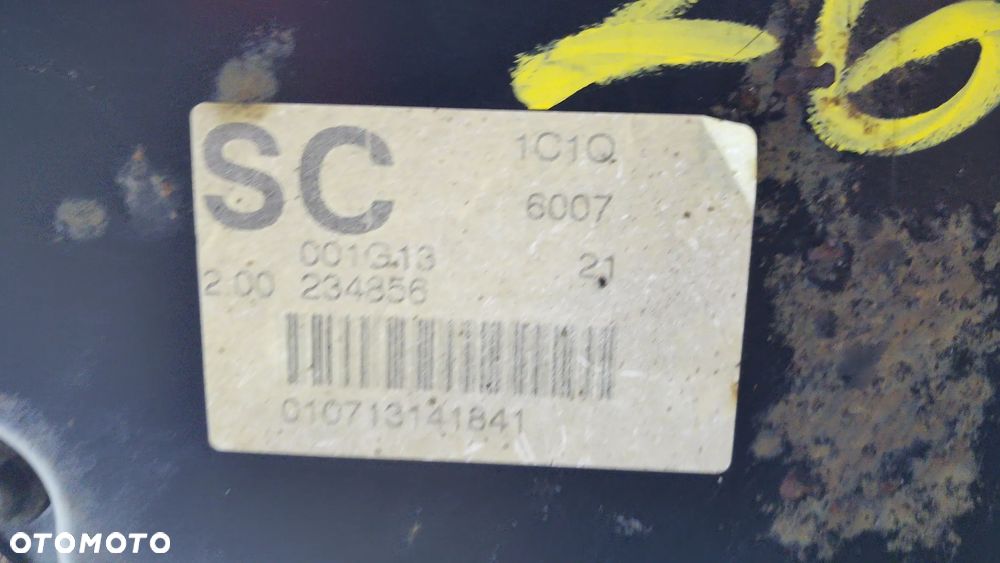 SC
1C1Q
6007
001G13
21
2.00 234856
010713141841
OTOMOTO